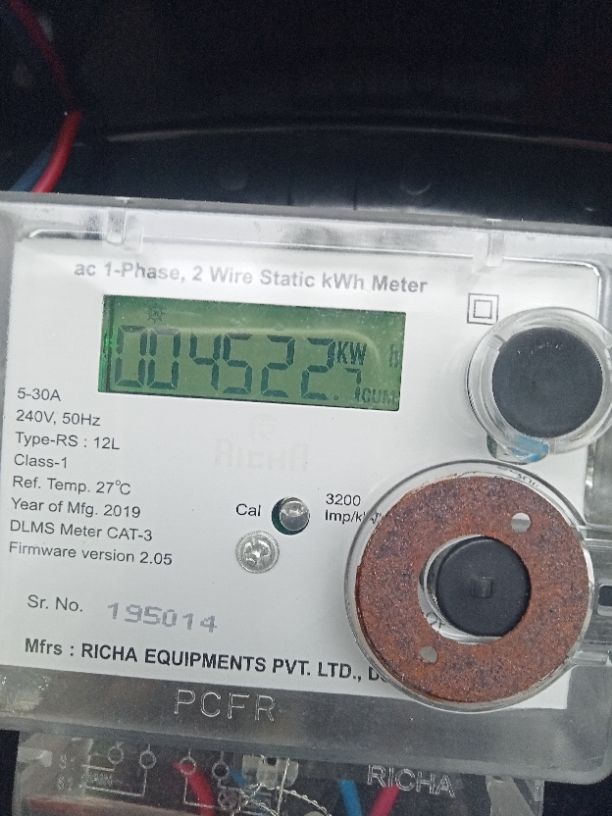 ac 1-Phase, 2 Wire Static kWh Meter
004522.7 KW h
CUM
5-30A
240V, 50Hz
Type-RS : 12L
Class-1
Ref. Temp. 27°C
Year of Mfg. 2019
DLMS Meter CAT-3
Firmware version 2.05
RICHA
Cal
3200
Sr. No. 195014
Mfrs : RICHA EQUIPMENTS PVT. LTD.,
PCFR
RICHA